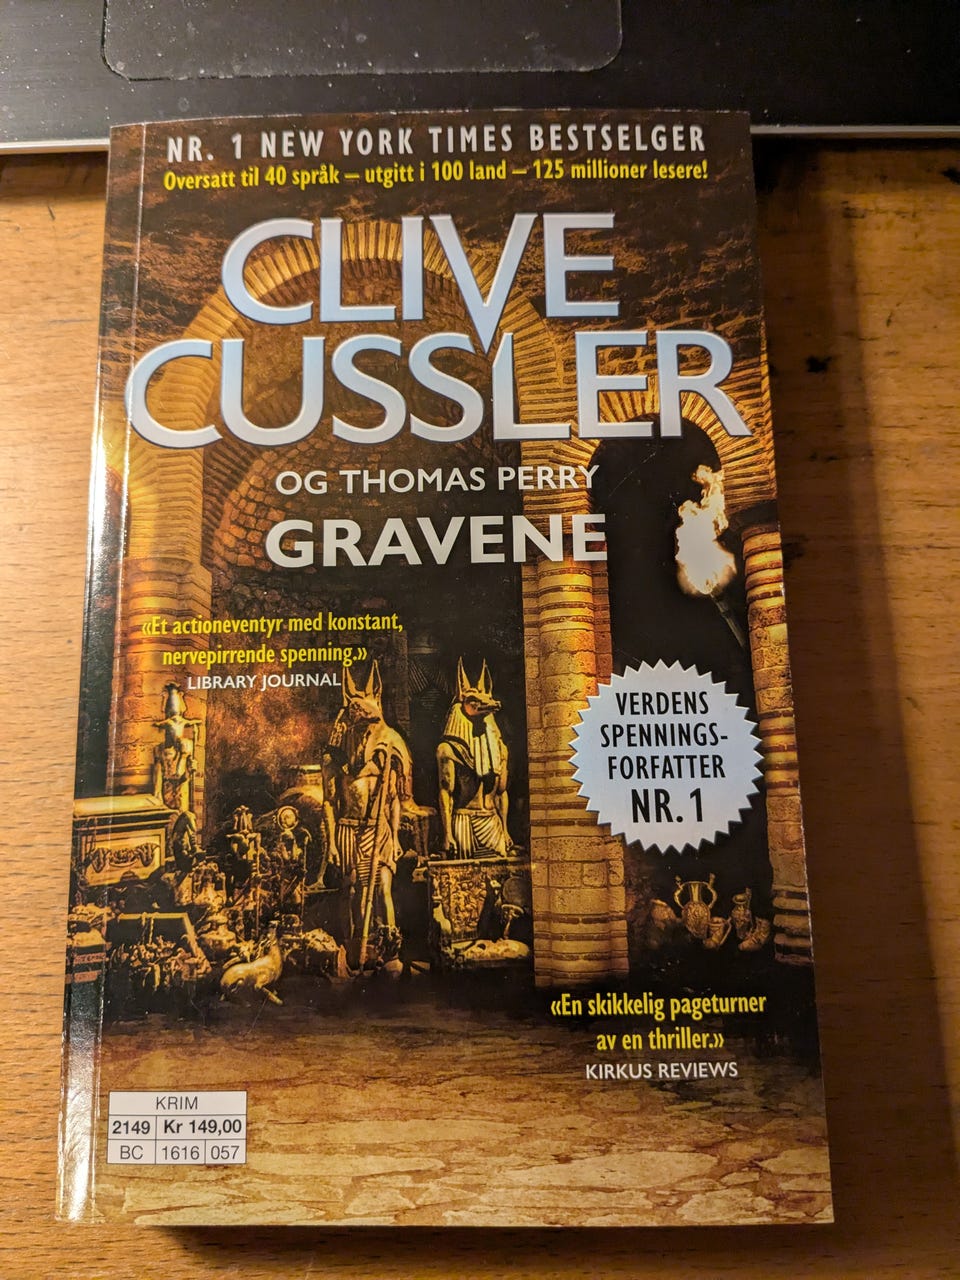 NR. 1 NEW YORK TIMES BESTSELGER
Oversatt til 40 språk – utgitt i 100 land – 125 millioner lesere!
CLIVE
CUSSLER
OG THOMAS PERRY
GRAVENE
«Et actioneventyr med konstant,
nervepirrende spenning.»
LIBRARY JOURNAL
VERDENS
SPENNINGS-
FORFATTER
NR. 1
«En skikkelig pageturner
av en thriller.»
KIRKUS REVIEWS
KRIM
2149 Kr 149,00
BC 1616 057